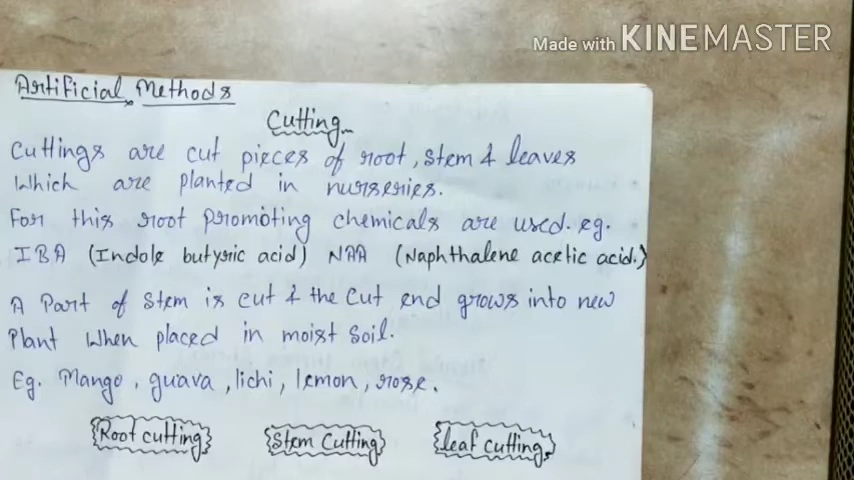 Made with KINEMASTER
Artificial Methods
Cutting
Cuttings are cut pieces of root, stem & leaves
Which are planted in nurseries.
For this root promoting chemicals are used. eg.
IBA (Indole butyric acid) NAA (Naphthalene acetic acid.)
A Part of Stem is cut & the cut end grows into new
Plant When placed in moist Soil.
Eg. Mango, guava, lichi, lemon, rose.
Root cutting Stem Cutting leaf cutting